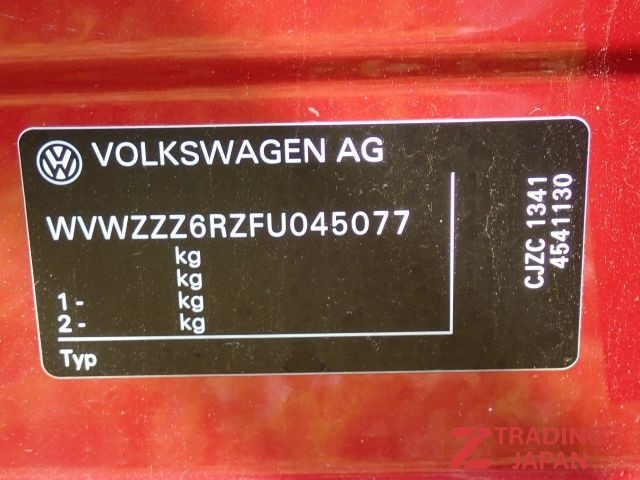 VOLKSWAGEN AG
WVWZZZ6RZFU045077
kg
kg
1 - kg
2 - kg
Typ
CJZC 1341
4541130
TRADING
JAPAN